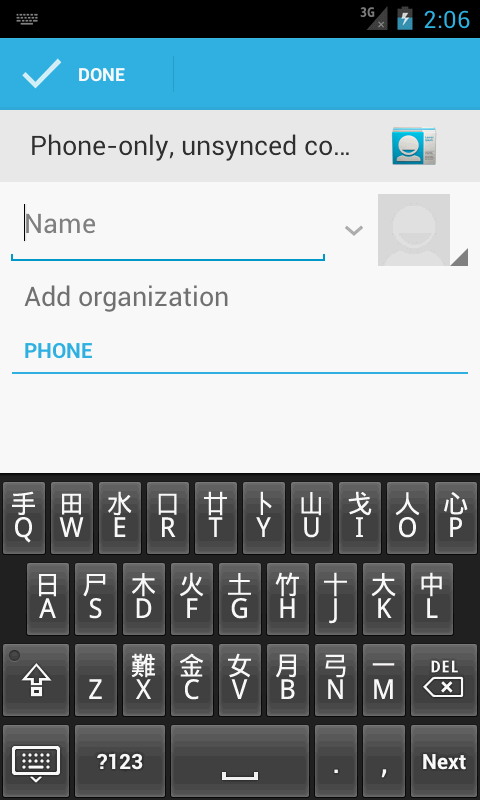 3G 2:06
DONE
Phone-only, unsynced co...
Name
Add organization
PHONE
手 田 水 口 廿 卜 山 戈 人 心
Q W E R T Y U I O P
日 尸 木 火 土 竹 十 大 中
A S D F G H J K L
難 金 女 月 弓 一 DEL
Z X C V B N M
?123 . , Next